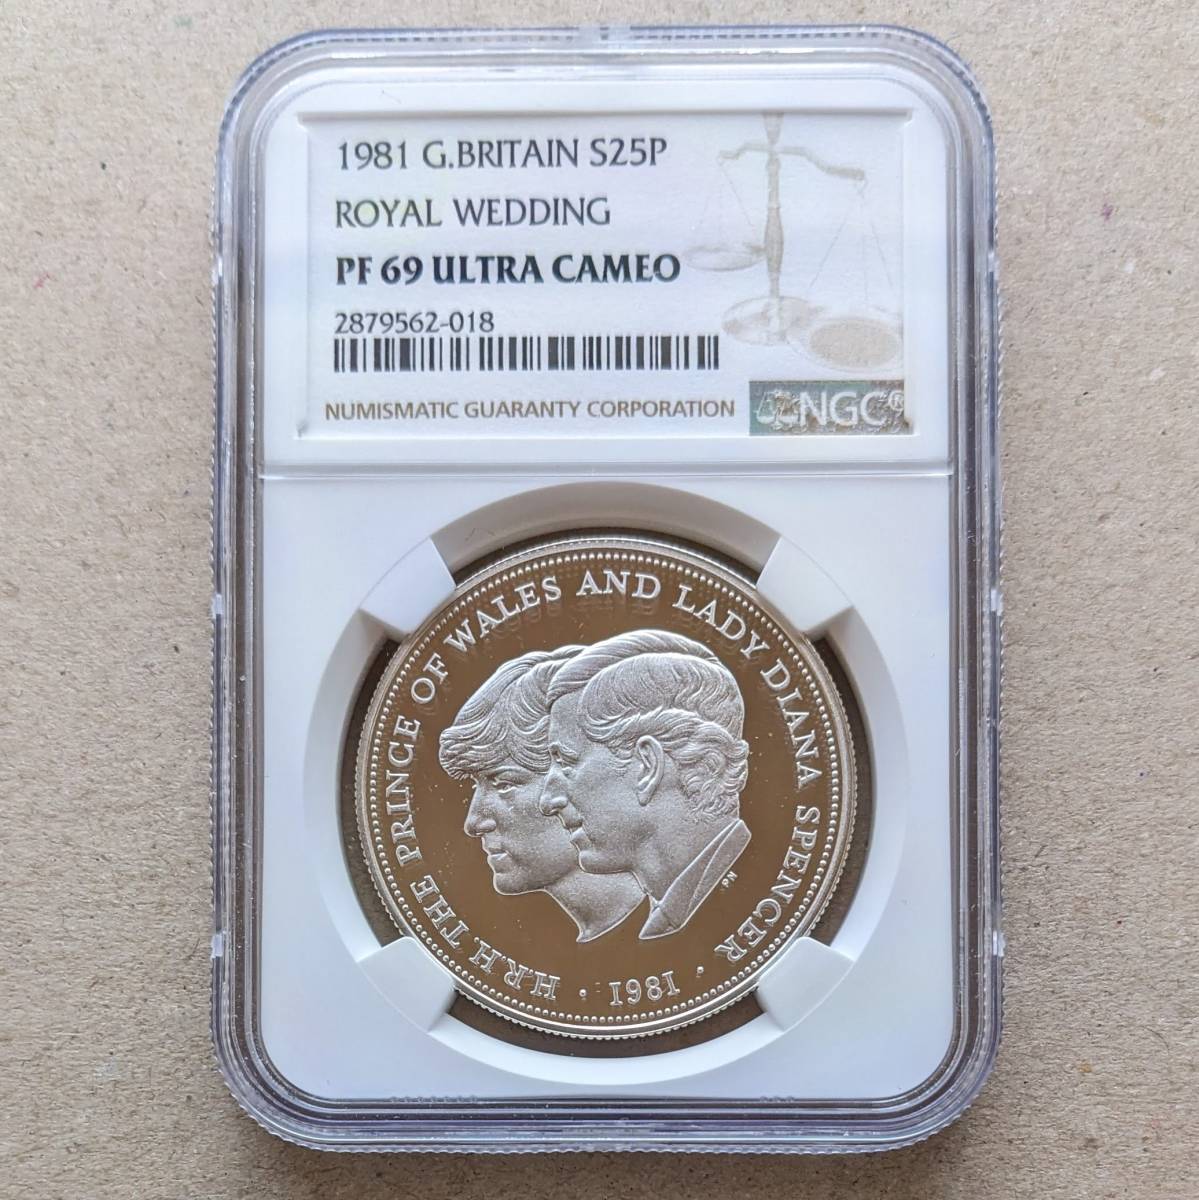 1981 G.BRITAIN S25P
ROYAL WEDDING
PF 69 ULTRA CAMEO
2879562-018
NUMISMATIC GUARANTY CORPORATION
NGC®
H.R.H. THE PRINCE OF WALES AND LADY DIANA SPENCER
· 1981 ·
PN